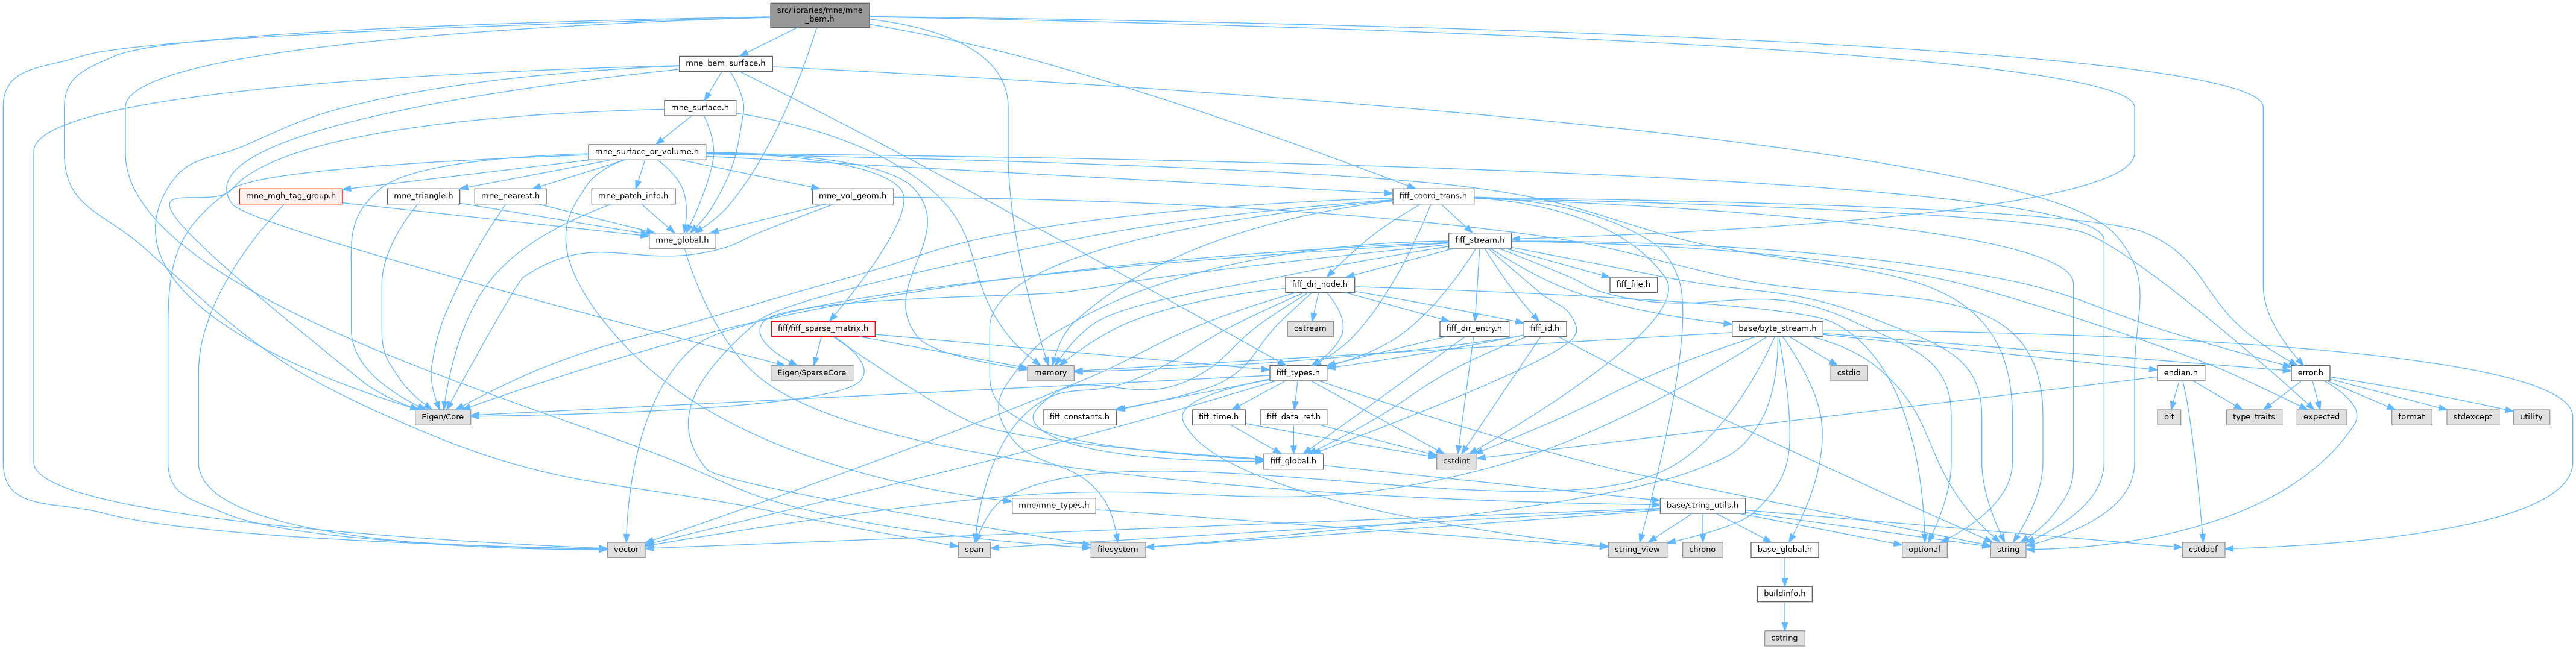 src/libraries/mne/mne
_bem.h
mne_bem_surface.h
mne_surface.h
mne_surface_or_volume.h
mne_mgh_tag_group.h
mne_triangle.h
mne_nearest.h
mne_patch_info.h
mne_vol_geom.h
fiff_coord_trans.h
mne_global.h
fiff_stream.h
fiff_dir_node.h
fiff_file.h
fiff/fiff_sparse_matrix.h
ostream
fiff_dir_entry.h
fiff_id.h
base/byte_stream.h
Eigen/SparseCore
memory
fiff_types.h
cstdio
endian.h
error.h
Eigen/Core
fiff_constants.h
fiff_time.h
fiff_data_ref.h
bit
type_traits
expected
format
stdexcept
utility
fiff_global.h
cstdint
mne/mne_types.h
base/string_utils.h
vector
span
filesystem
string_view
chrono
base_global.h
optional
string
cstddef
buildinfo.h
cstring